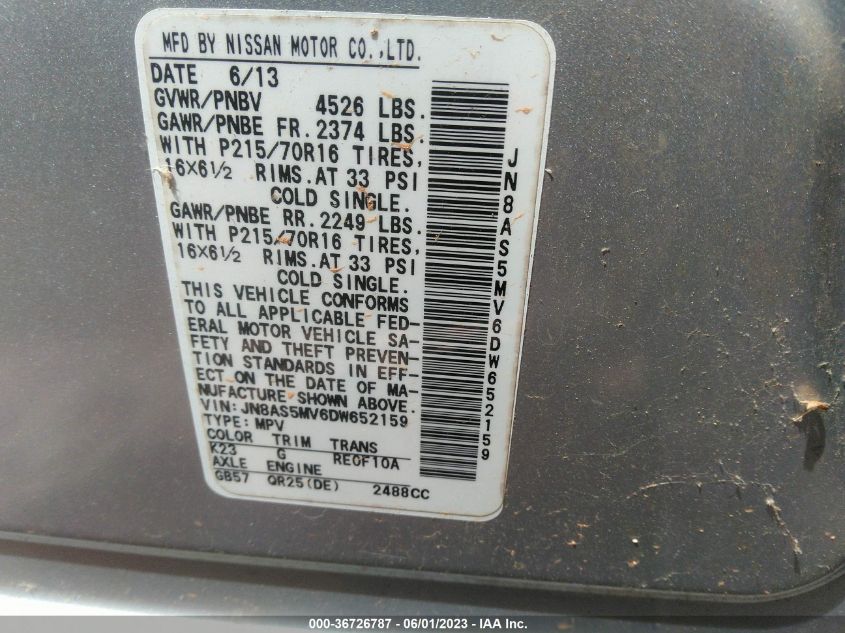 MFD BY NISSAN MOTOR CO.,LTD.
DATE 6/13
GVWR/PNBV 4526 LBS.
GAWR/PNBE FR.2374 LBS.
WITH P215/70R16 TIRES,
16X6½ RIMS.AT 33 PSI
COLD SINGLE.
GAWR/PNBE RR.2249 LBS.
WITH P215/70R16 TIRES,
16X6½ RIMS.AT 33 PSI
COLD SINGLE.
THIS VEHICLE CONFORMS
TO ALL APPLICABLE FED-
ERAL MOTOR VEHICLE SA-
FETY AND THEFT PREVEN-
TION STANDARDS IN EFF-
ECT ON THE DATE OF MA-
NUFACTURE SHOWN ABOVE.
VIN:JN8AS5MV6DW652159
TYPE:MPV
COLOR TRIM TRANS
K23 G RE0F10A
AXLE ENGINE
GB57 QR25(DE) 2488CC
JN8AS5MV6DW652159
000-36726787 - 06/01/2023 - IAA Inc.